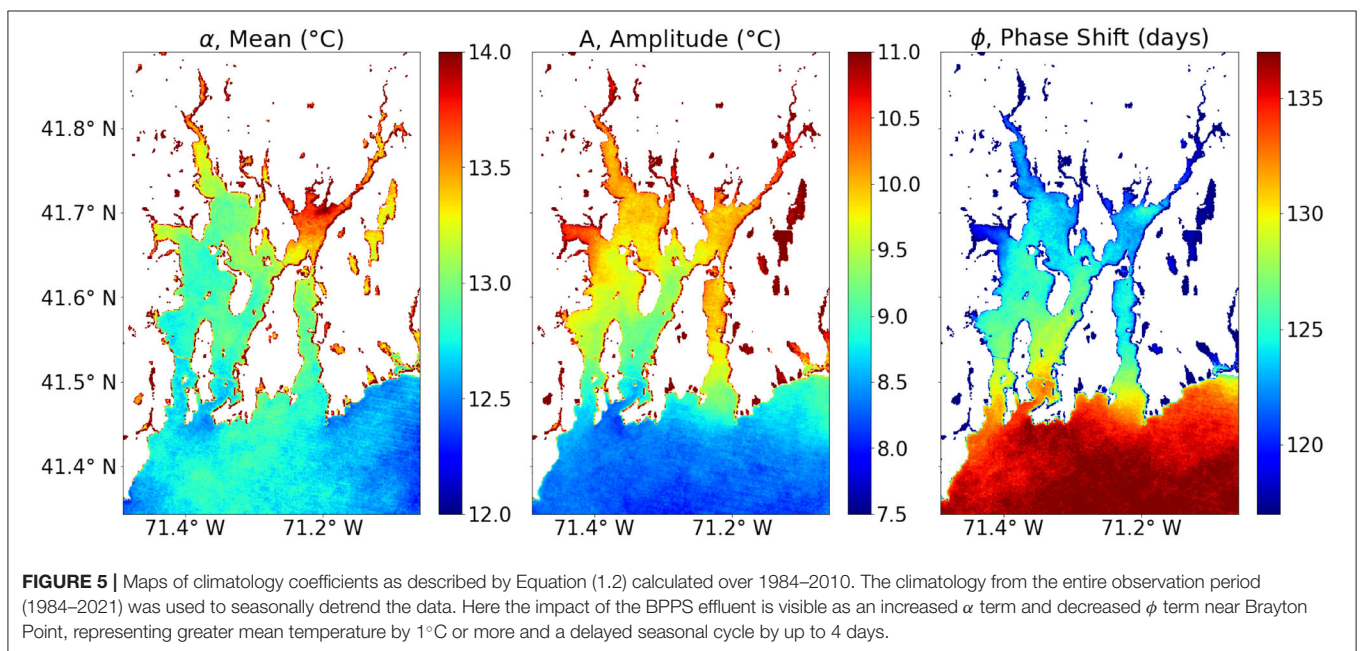 α, Mean (°C)
A, Amplitude (°C)
ϕ, Phase Shift (days)
14.0
13.5
13.0
12.5
12.0
11.0
10.5
10.0
9.5
9.0
8.5
8.0
7.5
135
130
125
120
41.8° N
41.7° N
41.6° N
41.5° N
41.4° N
71.4° W 71.2° W
71.4° W 71.2° W
71.4° W 71.2° W
FIGURE 5 | Maps of climatology coefficients as described by Equation (1.2) calculated over 1984–2010. The climatology from the entire observation period
(1984–2021) was used to seasonally detrend the data. Here the impact of the BPPS effluent is visible as an increased α term and decreased ϕ term near Brayton
Point, representing greater mean temperature by 1°C or more and a delayed seasonal cycle by up to 4 days.